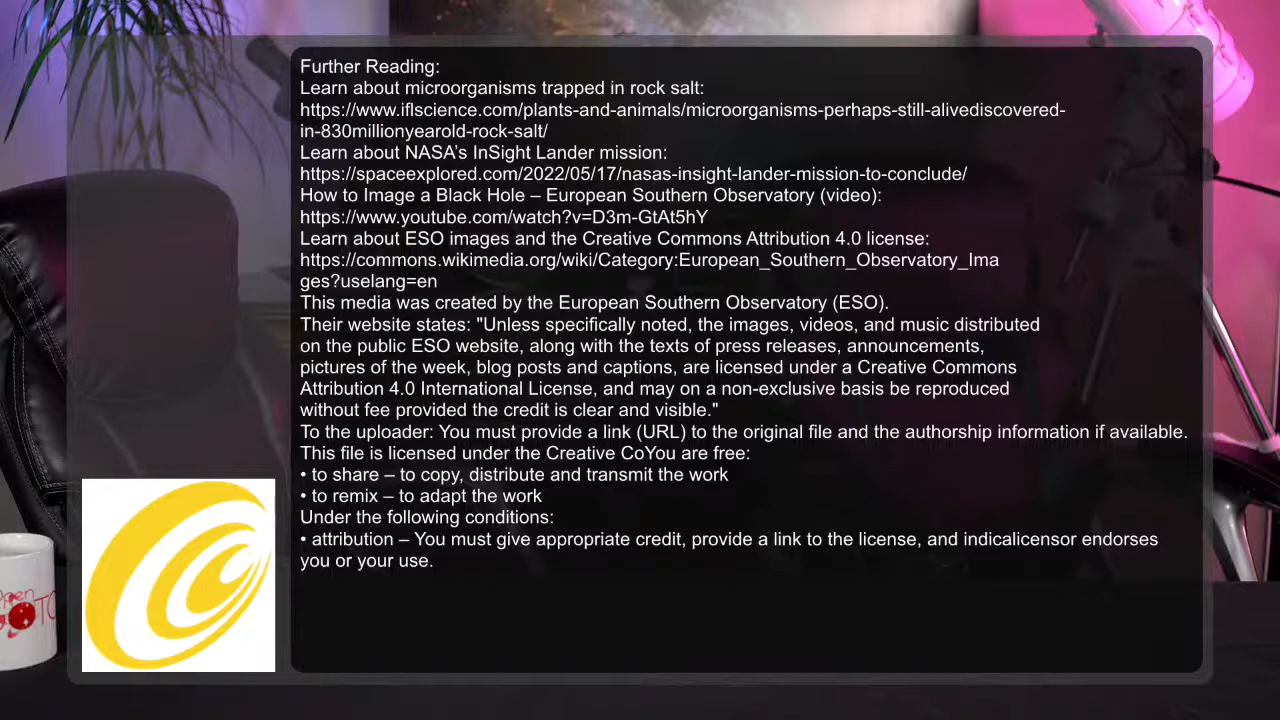 Further Reading:
Learn about microorganisms trapped in rock salt:
https://www.iflscience.com/plants-and-animals/microorganisms-perhaps-still-alivediscovered-
in-830millionyearold-rock-salt/
Learn about NASA's InSight Lander mission:
https://spaceexplored.com/2022/05/17/nasas-insight-lander-mission-to-conclude/
How to Image a Black Hole – European Southern Observatory (video):
https://www.youtube.com/watch?v=D3m-GtAt5hY
Learn about ESO images and the Creative Commons Attribution 4.0 license:
https://commons.wikimedia.org/wiki/Category:European_Southern_Observatory_Ima
ges?uselang=en
This media was created by the European Southern Observatory (ESO).
Their website states: "Unless specifically noted, the images, videos, and music distributed
on the public ESO website, along with the texts of press releases, announcements,
pictures of the week, blog posts and captions, are licensed under a Creative Commons
Attribution 4.0 International License, and may on a non-exclusive basis be reproduced
without fee provided the credit is clear and visible."
To the uploader: You must provide a link (URL) to the original file and the authorship information if available.
This file is licensed under the Creative CoYou are free:
• to share – to copy, distribute and transmit the work
• to remix – to adapt the work
Under the following conditions:
• attribution – You must give appropriate credit, provide a link to the license, and indicalicensor endorses
you or your use.
Open